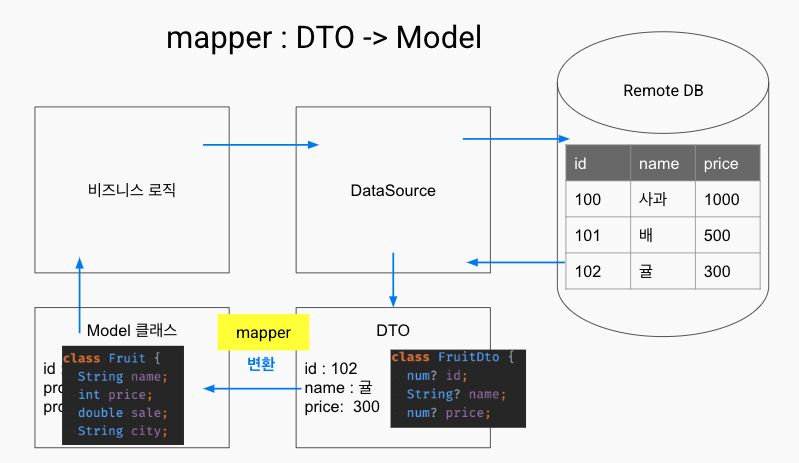 mapper : DTO -> Model
Remote DB
id name price
100 사과 1000
101 배 500
102 귤 300
비즈니스 로직
DataSource
Model 클래스
id :
class Fruit {
String name;
int price;
double sale;
String city;
mapper
변환
DTO
id : 102
name : 귤
price: 300
class FruitDto {
num? id;
String? name;
num? price;